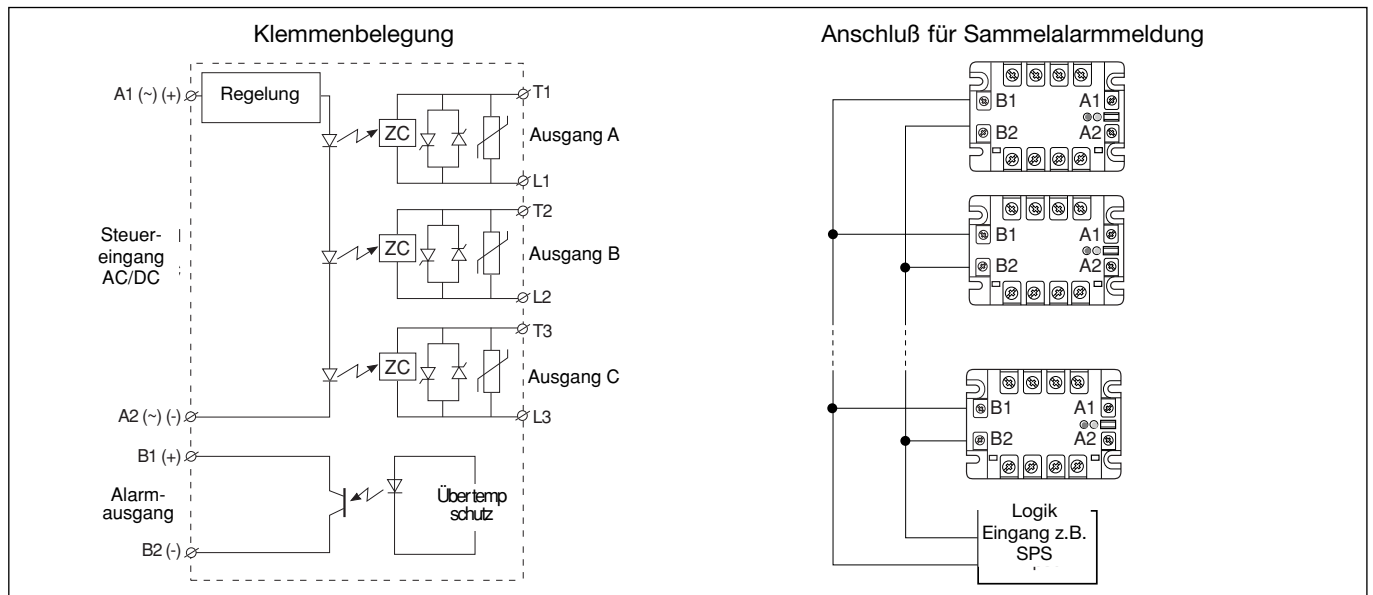 Klemmenbelegung
A1 (~) (+)
Regelung
T1
ZC
Ausgang A
L1
T2
Steuer-
eingang
AC/DC
ZC
Ausgang B
L2
T3
ZC
Ausgang C
A2 (~) (-)
L3
B1 (+)
Alarm-
ausgang
Übertemp
schutz
B2 (-)
Anschluß für Sammelalarmmeldung
B1 A1
B2 A2
B1 A1
B2 A2
B1 A1
B2 A2
Logik
Eingang z.B.
SPS